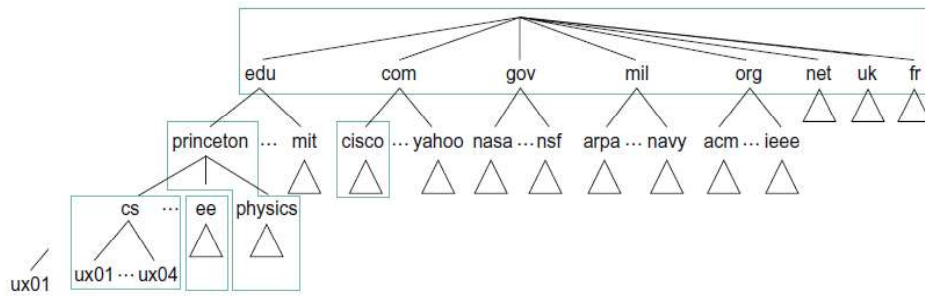 edu com gov mil org net uk fr
princeton ... mit cisco ... yahoo nasa ... nsf arpa ... navy acm ... ieee
cs ... ee physics
ux01 ... ux04
ux01